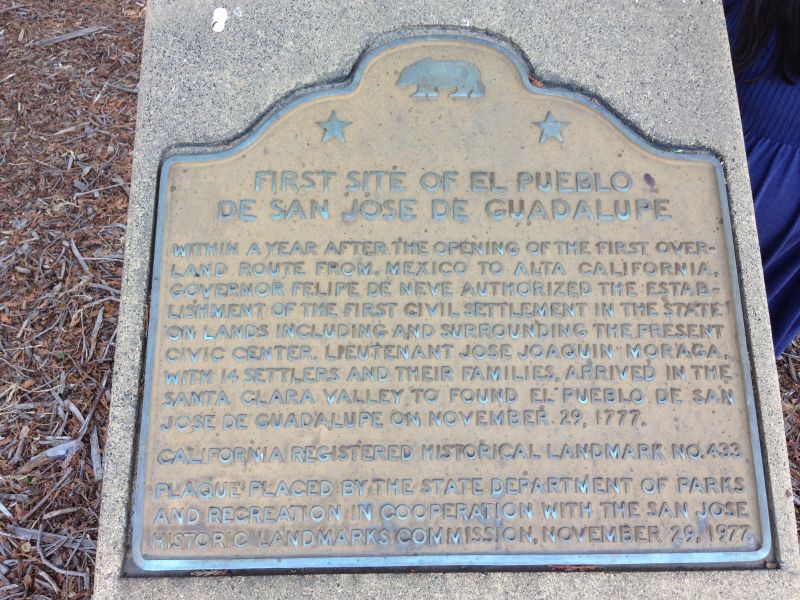 FIRST SITE OF EL PUEBLO
DE SAN JOSE DE GUADALUPE
WITHIN A YEAR AFTER THE OPENING OF THE FIRST OVER-
LAND ROUTE FROM MEXICO TO ALTA CALIFORNIA,
GOVERNOR FELIPE DE NEVE AUTHORIZED THE ESTAB-
LISHMENT OF THE FIRST CIVIL SETTLEMENT IN THE STATE
ON LANDS INCLUDING AND SURROUNDING THE PRESENT
CIVIC CENTER. LIEUTENANT JOSE JOAQUIN MORAGA,
WITH 14 SETTLERS AND THEIR FAMILIES, ARRIVED IN THE
SANTA CLARA VALLEY TO FOUND EL PUEBLO DE SAN
JOSE DE GUADALUPE ON NOVEMBER 29, 1777.
CALIFORNIA REGISTERED HISTORICAL LANDMARK NO. 433
PLAQUE PLACED BY THE STATE DEPARTMENT OF PARKS
AND RECREATION IN COOPERATION WITH THE SAN JOSE
HISTORIC LANDMARKS COMMISSION, NOVEMBER 29, 1977.